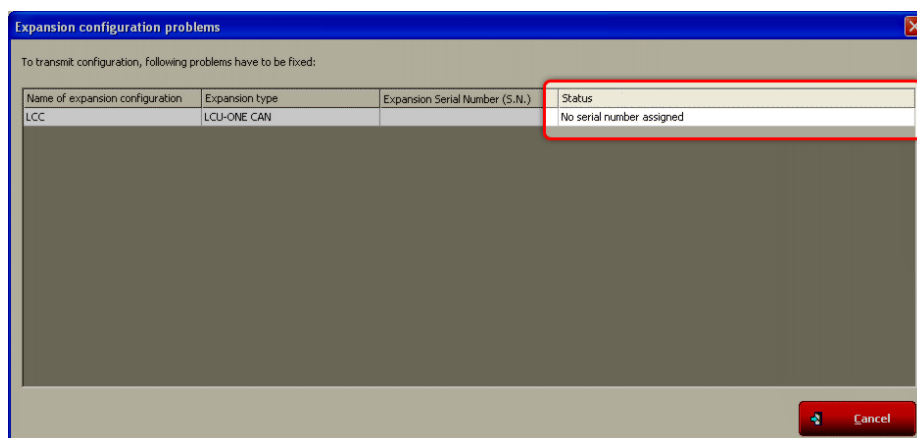 Expansion configuration problems
To transmit configuration, following problems have to be fixed:
Name of expansion configuration Expansion type Expansion Serial Number (S.N.) Status
LCC LCU-ONE CAN No serial number assigned
Cancel